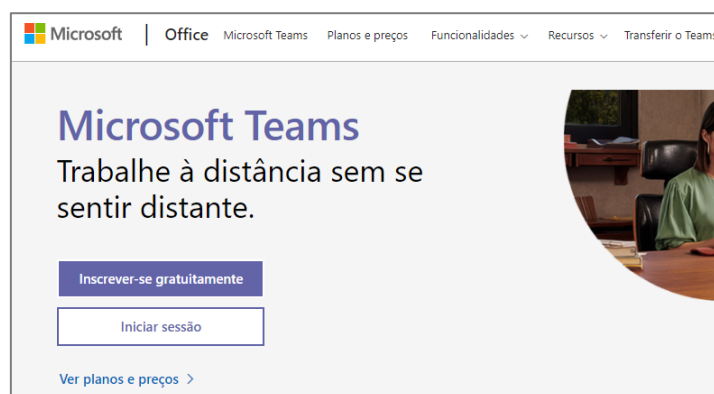 Microsoft | Office Microsoft Teams Planos e preços Funcionalidades Recursos Transferir o Teams
Microsoft Teams
Trabalhe à distância sem se
sentir distante.
Inscrever-se gratuitamente
Iniciar sessão
Ver planos e preços >